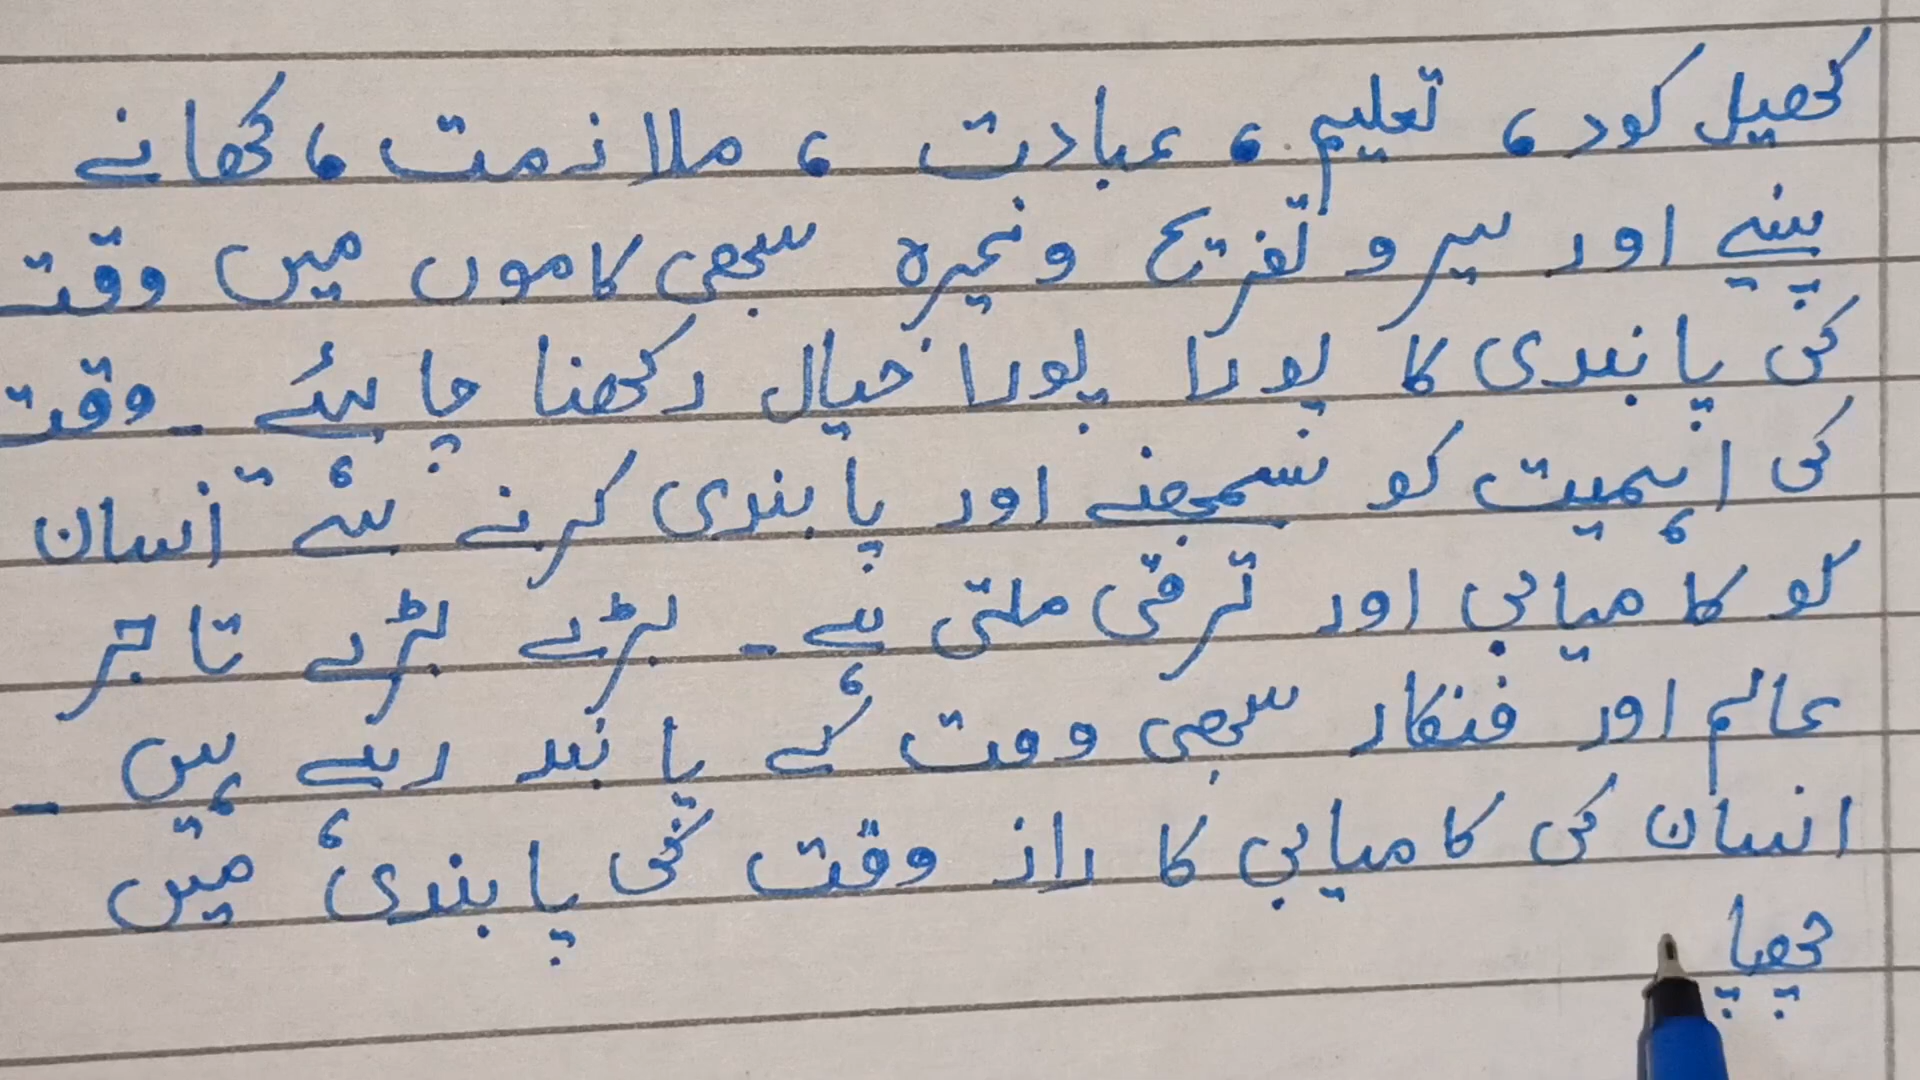 کھیل کود ، تعلیم ، عبادت ، ملازمت ، کھانے
پینے اور سیر و تفریح وغیرہ سبھی کاموں میں وقت
کی پابندی کا پورا پورا خیال رکھنا چاہئے ۔ وقت
کی اہمیت کو سمجھنے اور پابندی کرنے سے انسان
کو کامیابی اور ترقی ملتی ہے ۔ بڑے بڑے تاجر
عالم اور فنکار سبھی وقت کے پابند رہے ہیں ۔
انسان کی کامیابی کا راز وقت کی پابندی میں
چھپا